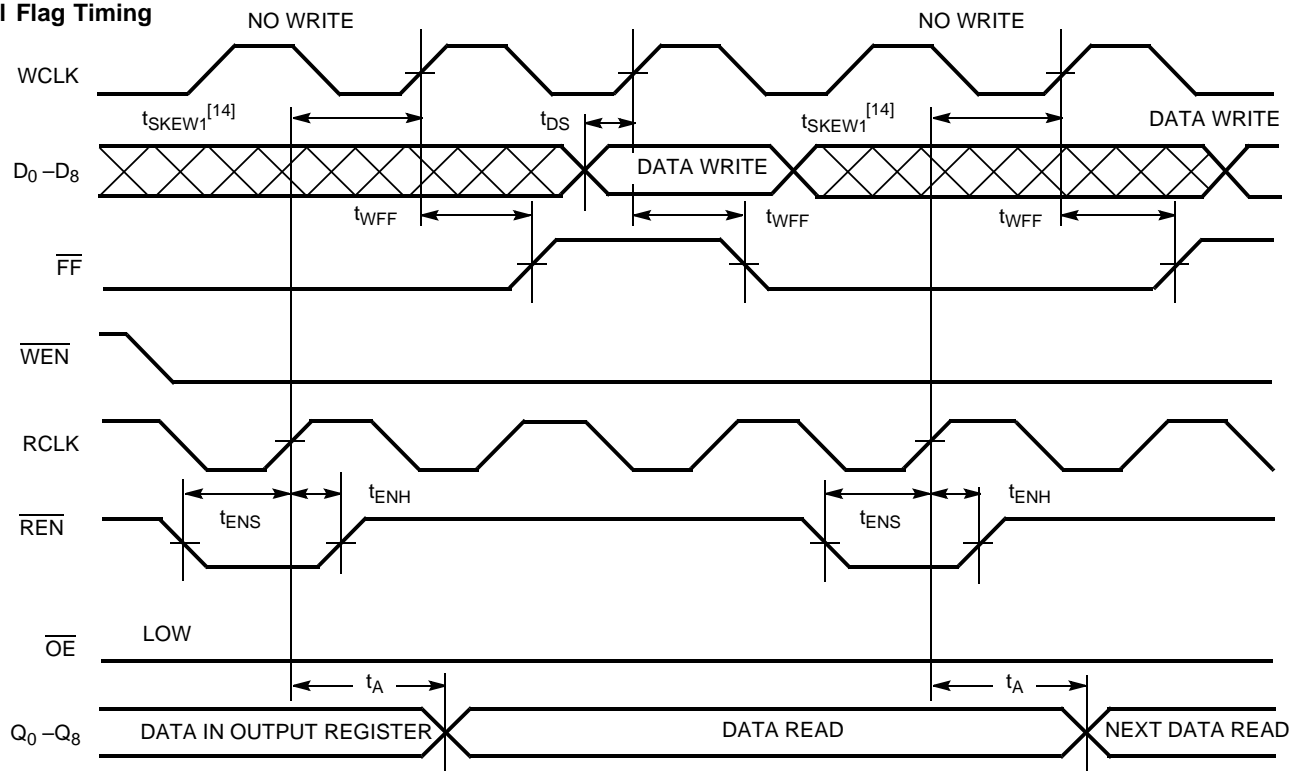 l Flag Timing
NO WRITE NO WRITE
WCLK
tSKEW1[14] tDS tSKEW1[14] DATA WRITE
D0 –D8 DATA WRITE
tWFF tWFF tWFF
FF
WEN
RCLK
tENS tENH tENS tENH
REN
LOW
OE
tA tA
Q0 –Q8 DATA IN OUTPUT REGISTER DATA READ NEXT DATA READ